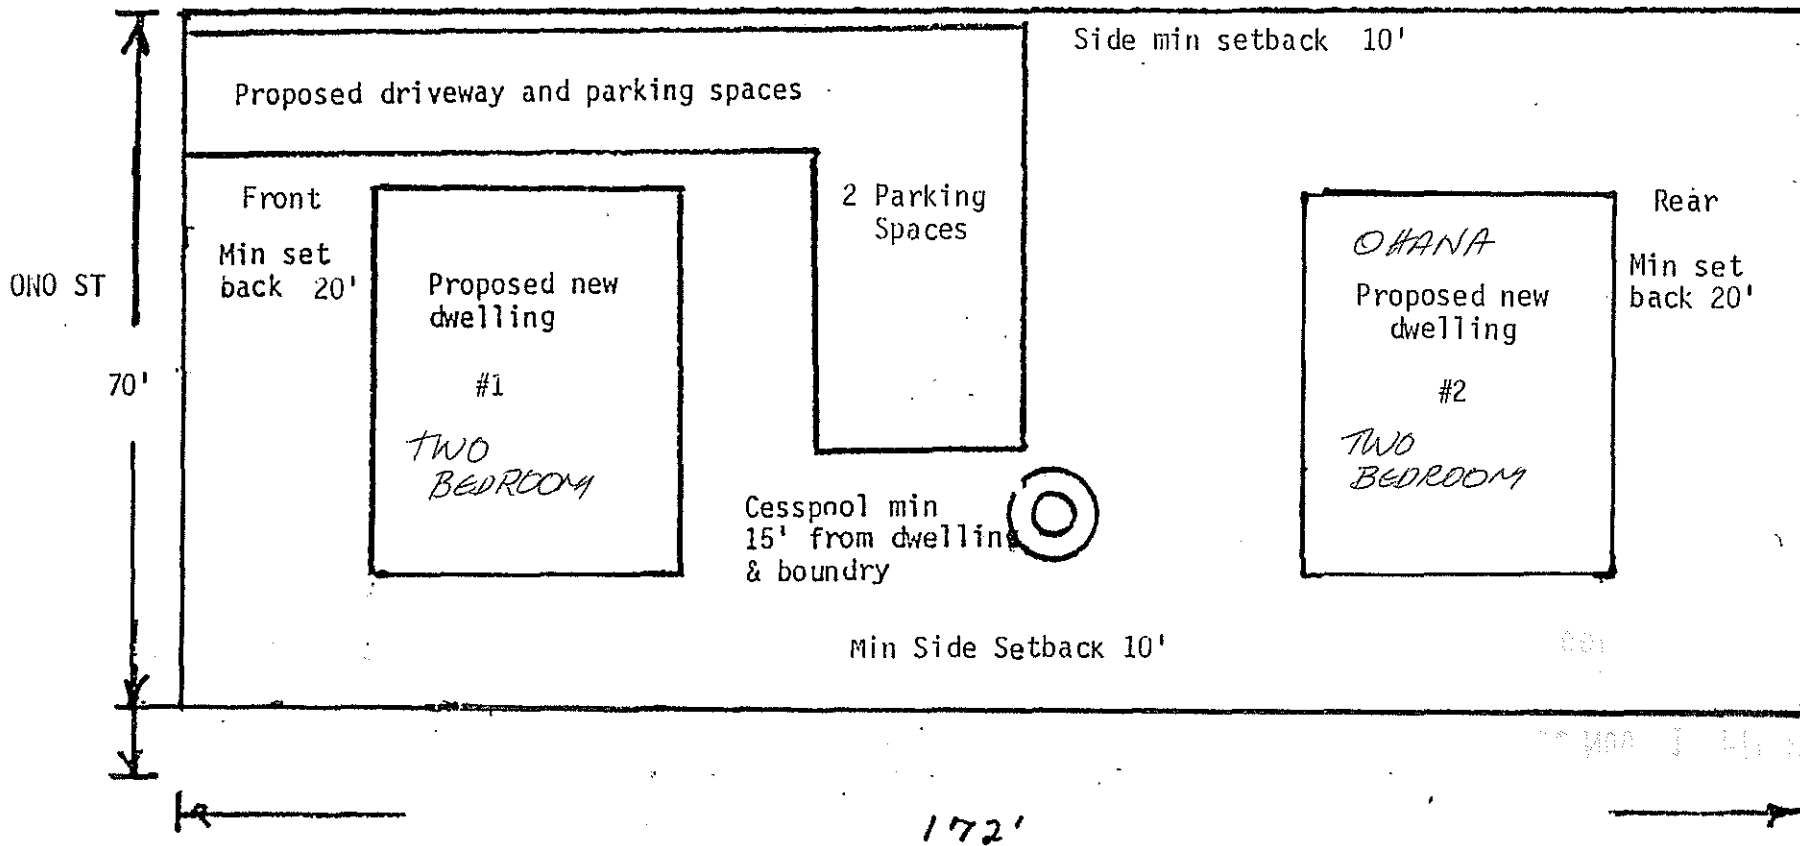 Side min setback 10'
Proposed driveway and parking spaces
ONO ST
70'
Front
Min set
back 20'
Proposed new
dwelling
#1
TWO
BEDROOM
2 Parking
Spaces
Cesspool min
15' from dwelling
& boundry
OHANA
Proposed new
dwelling
#2
TWO
BEDROOM
Rear
Min set
back 20'
Min Side Setback 10'
172'